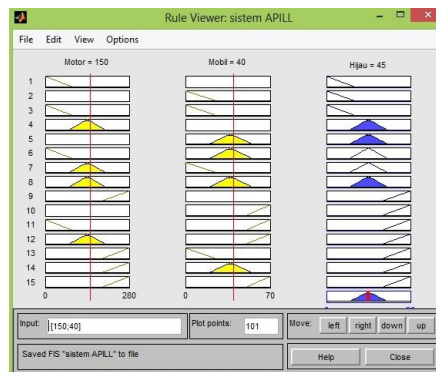 Rule Viewer: sistem APILL
File Edit View Options
Motor = 150
Mobil = 40
Hijau = 45
1
2
3
4
5
6
7
8
9
10
11
12
13
14
15
0 280
0 70
Input: [150;40]
Plot points: 101
Move: left right down up
Saved FIS "sistem APILL" to file
Help Close